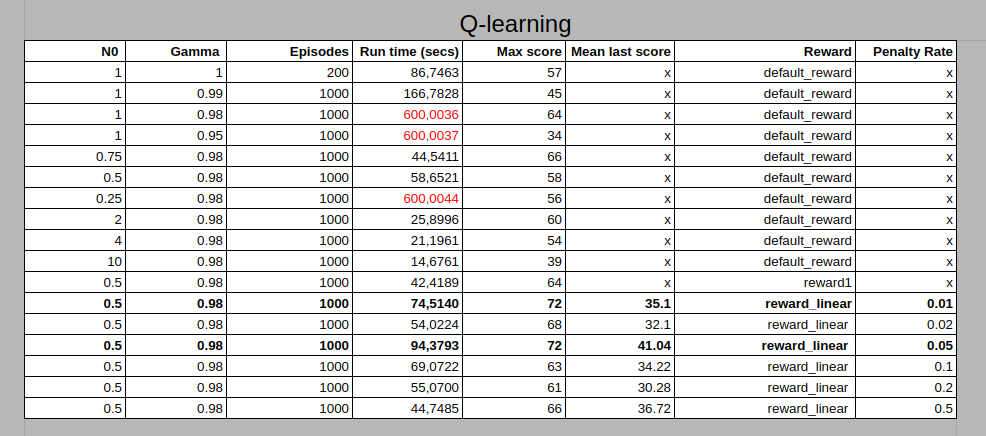 Q-learning
N0 Gamma Episodes Run time (secs) Max score Mean last score Reward Penalty Rate
1 1 200 86,7463 57 x default_reward x
1 0.99 1000 166,7828 45 x default_reward x
1 0.98 1000 600,0036 64 x default_reward x
1 0.95 1000 600,0037 34 x default_reward x
0.75 0.98 1000 44,5411 66 x default_reward x
0.5 0.98 1000 58,6521 58 x default_reward x
0.25 0.98 1000 600,0044 56 x default_reward x
2 0.98 1000 25,8996 60 x default_reward x
4 0.98 1000 21,1961 54 x default_reward x
10 0.98 1000 14,6761 39 x default_reward x
0.5 0.98 1000 42,4189 64 x reward1 x
0.5 0.98 1000 74,5140 72 35.1 reward_linear 0.01
0.5 0.98 1000 54,0224 68 32.1 reward_linear 0.02
0.5 0.98 1000 94,3793 72 41.04 reward_linear 0.05
0.5 0.98 1000 69,0722 63 34.22 reward_linear 0.1
0.5 0.98 1000 55,0700 61 30.28 reward_linear 0.2
0.5 0.98 1000 44,7485 66 36.72 reward_linear 0.5